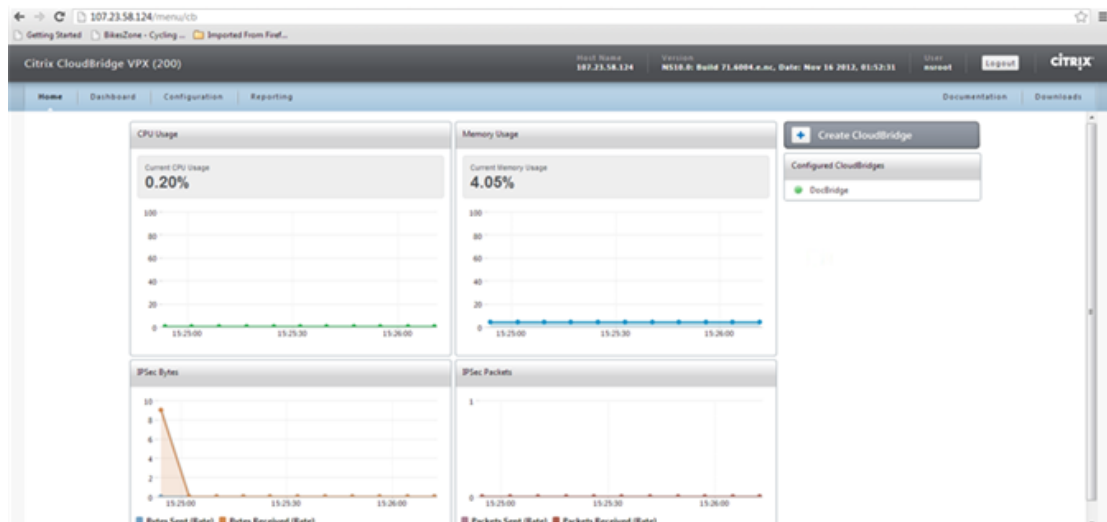 107.23.58.124/menu/cb
Getting Started BikesZone - Cycling ... Imported From Firef...
Citrix CloudBridge VPX (200)
Host Name
107.23.58.124
Version
NS10.0: Build 71.6004.e.nc, Date: Nov 16 2012, 01:52:31
User
nsroot
Logout
CITRIX
Home Dashboard Configuration Reporting Documentation Downloads
CPU Usage
Current CPU Usage
0.20%
100
80
60
40
20
0
15:25:00 15:25:30 15:26:00
Memory Usage
Current Memory Usage
4.05%
100
80
60
40
20
0
15:25:00 15:25:30 15:26:00
Create CloudBridge
Configured CloudBridges
DocBridge
IPSec Bytes
10
8
6
4
2
0
15:25:00 15:25:30 15:26:00
Bytes Sent (Rate) Bytes Received (Rate)
IPSec Packets
1
0
15:25:00 15:25:30 15:26:00
Packets Sent (Rate) Packets Received (Rate)